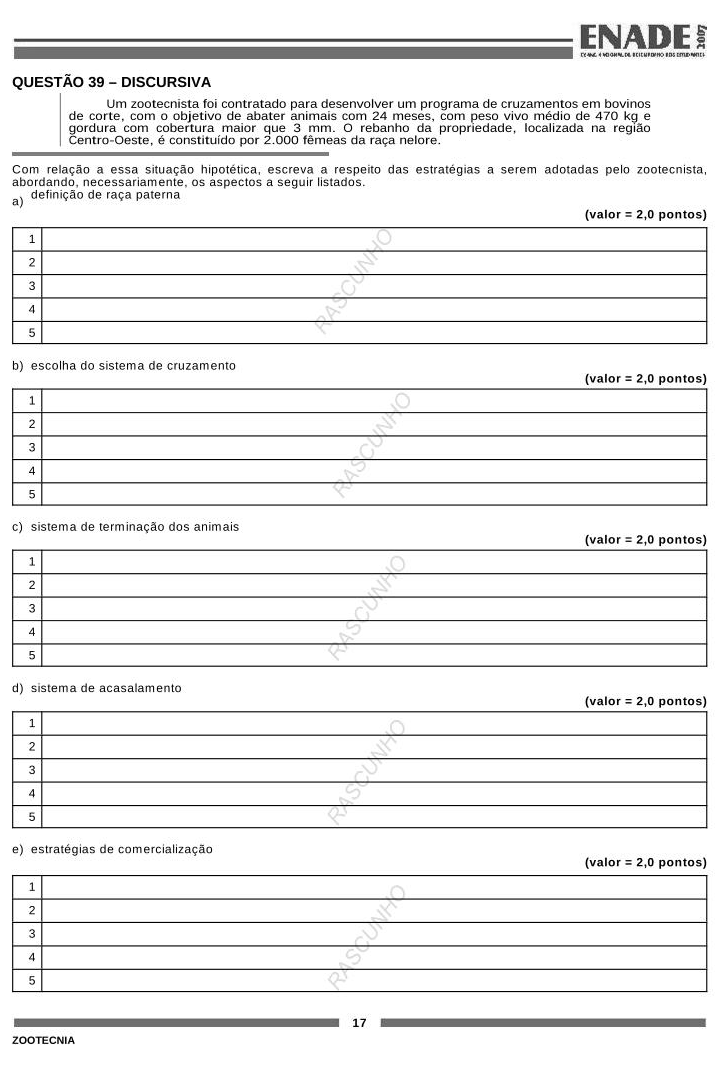 ENADE 2007
QUESTÃO 39 – DISCURSIVA
Um zootecnista foi contratado para desenvolver um programa de cruzamentos em bovinos
de corte, com o objetivo de abater animais com 24 meses, com peso vivo médio de 470 kg e
gordura com cobertura maior que 3 mm. O rebanho da propriedade, localizada na região
Centro-Oeste, é constituído por 2.000 fêmeas da raça nelore.
Com relação a essa situação hipotética, escreva a respeito das estratégias a serem adotadas pelo zootecnista,
abordando, necessariamente, os aspectos a seguir listados.
a) definição de raça paterna
(valor = 2,0 pontos)
1
2
3
4
5
RASCUNHO
b) escolha do sistema de cruzamento
(valor = 2,0 pontos)
1
2
3
4
5
RASCUNHO
c) sistema de terminação dos animais
(valor = 2,0 pontos)
1
2
3
4
5
RASCUNHO
d) sistema de acasalamento
(valor = 2,0 pontos)
1
2
3
4
5
RASCUNHO
e) estratégias de comercialização
(valor = 2,0 pontos)
1
2
3
4
5
RASCUNHO
17
ZOOTECNIA